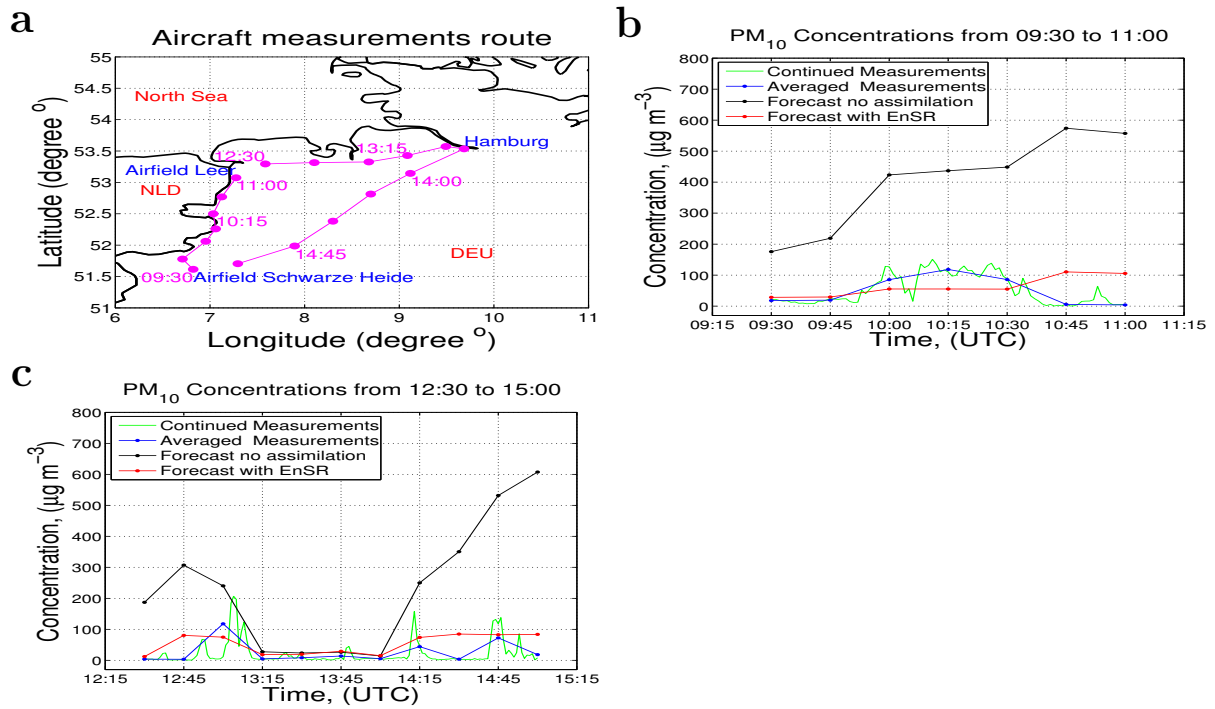 a
Aircraft measurements route
55
54.5
54
53.5
53
52.5
52
51.5
51
6
7
8
9
10
11
Latitude (degree °)
Longitude (degree °)
North Sea
Hamburg
12:30
13:15
Airfield Leer
11:00
14:00
NLD
10:15
14:45
DEU
09:30
Airfield Schwarze Heide
b
PM10 Concentrations from 09:30 to 11:00
Continued Measurements
Averaged Measurements
Forecast no assimilation
Forecast with EnSR
800
700
600
500
400
300
200
100
0
09:15
09:30
09:45
10:00
10:15
10:30
10:45
11:00
11:15
Concentration, (μg m−3)
Time, (UTC)
c
PM10 Concentrations from 12:30 to 15:00
Continued Measurements
Averaged Measurements
Forecast no assimilation
Forecast with EnSR
800
700
600
500
400
300
200
100
0
12:15
12:45
13:15
13:45
14:15
14:45
15:15
Concentration, (μg m−3)
Time, (UTC)